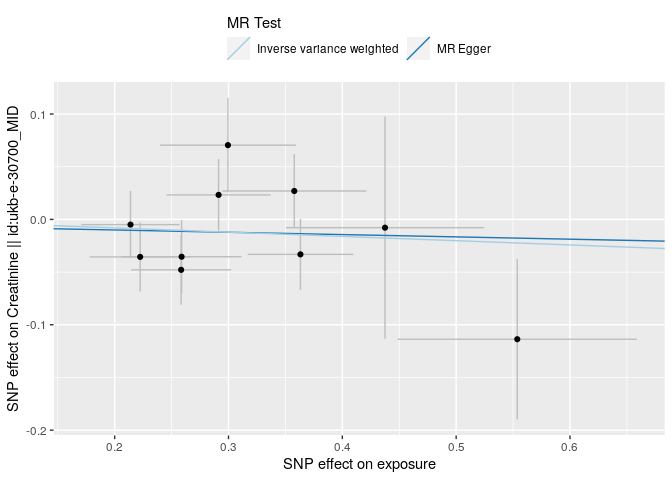 MR Test
Inverse variance weighted
MR Egger
SNP effect on Creatinine || id:ukb-e-30700_MID
0.1
0.0
-0.1
-0.2
0.2
0.3
0.4
0.5
0.6
SNP effect on exposure